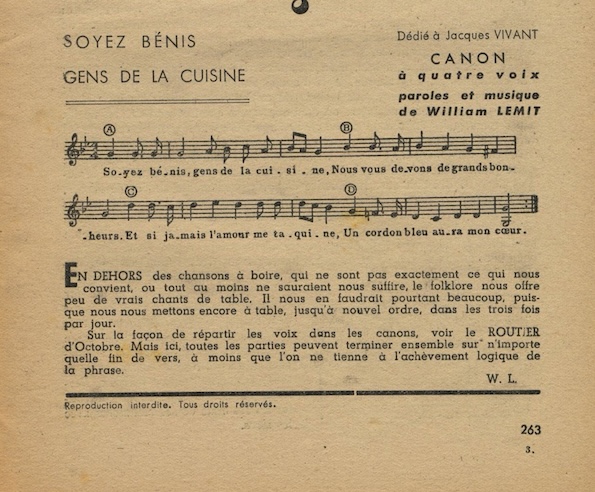 SOYEZ BÉNIS
GENS DE LA CUISINE
Dédié à Jacques VIVANT
CANON
à quatre voix
paroles et musique
de William LEMIT
A
B
So-yez bé-nis, gens de la cui-si-ne, Nous vous de-vons de grands bon-
C
D
-heurs. Et si ja-mais l'amour me ta-qui-ne, Un cordon bleu au-ra mon cœur.
EN DEHORS des chansons à boire, qui ne sont pas exactement ce qui nous
convient, ou tout au moins ne sauraient nous suffire, le folklore nous offre
peu de vrais chants de table. Il nous en faudrait pourtant beaucoup, puis-
que nous nous mettons encore à table, jusqu'à nouvel ordre, dans les trois fois
par jour.
Sur la façon de répartir les voix dans les canons, voir le ROUTIER
d'Octobre. Mais ici, toutes les parties peuvent terminer ensemble sur n'importe
quelle fin de vers, à moins que l'on ne tienne à l'achèvement logique de
la phrase.
W. L.
Reproduction interdite. Tous droits réservés.
263
3.